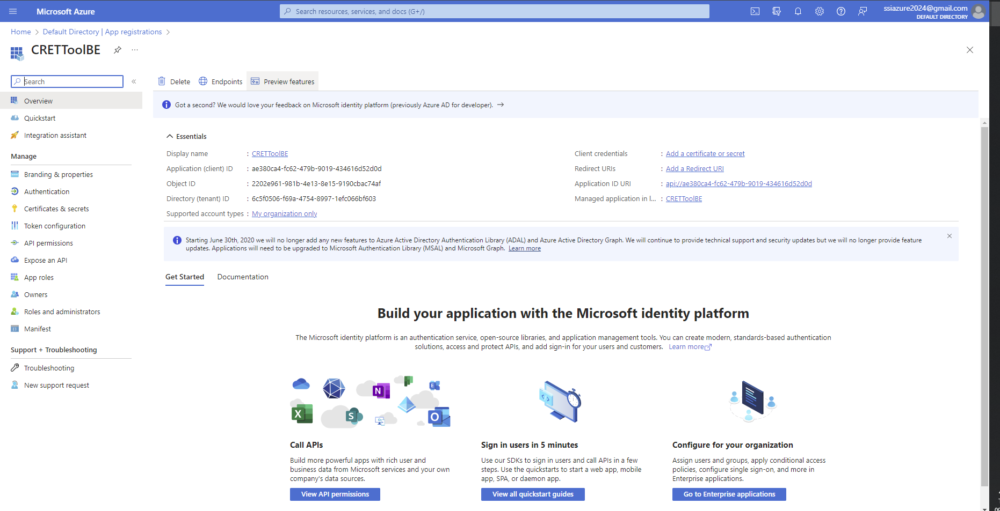 Microsoft Azure
Search resources, services, and docs (G+/)
ssiazure2024@gmail.com
DEFAULT DIRECTORY
Home > Default Directory | App registrations >
CRETToolBE
Search
Overview
Quickstart
Integration assistant
Manage
Branding & properties
Authentication
Certificates & secrets
Token configuration
API permissions
Expose an API
App roles
Owners
Roles and administrators
Manifest
Support + Troubleshooting
Troubleshooting
New support request
Delete Endpoints Preview features
Got a second? We would love your feedback on Microsoft identity platform (previously Azure AD for developer). →
Essentials
Display name : CRETToolBE
Application (client) ID : ae380ca4-fc62-479b-9019-434616d52d0d
Object ID : 2202e961-981b-4e13-8e15-9190cbac74af
Directory (tenant) ID : 6c5f0506-f69a-4754-8997-1efc066bf603
Supported account types : My organization only
Client credentials : Add a certificate or secret
Redirect URIs : Add a Redirect URI
Application ID URI : api://ae380ca4-fc62-479b-9019-434616d52d0d
Managed application in l... : CRETToolBE
Starting June 30th, 2020 we will no longer add any new features to Azure Active Directory Authentication Library (ADAL) and Azure Active Directory Graph. We will continue to provide technical support and security updates but we will no longer provide feature
updates. Applications will need to be upgraded to Microsoft Authentication Library (MSAL) and Microsoft Graph. Learn more
Get Started Documentation
Build your application with the Microsoft identity platform
The Microsoft identity platform is an authentication service, open-source libraries, and application management tools. You can create modern, standards-based authentication
solutions, access and protect APIs, and add sign-in for your users and customers. Learn more
N
E
X
S
O
Call APIs
Build more powerful apps with rich user and
business data from Microsoft services and your own
company's data sources.
View API permissions
Sign in users in 5 minutes
Use our SDKs to sign in users and call APIs in a few
steps. Use the quickstarts to start a web app, mobile
app, SPA, or daemon app.
View all quickstart guides
Configure for your organization
Assign users and groups, apply conditional access
policies, configure single sign-on, and more in
Enterprise applications.
Go to Enterprise applications